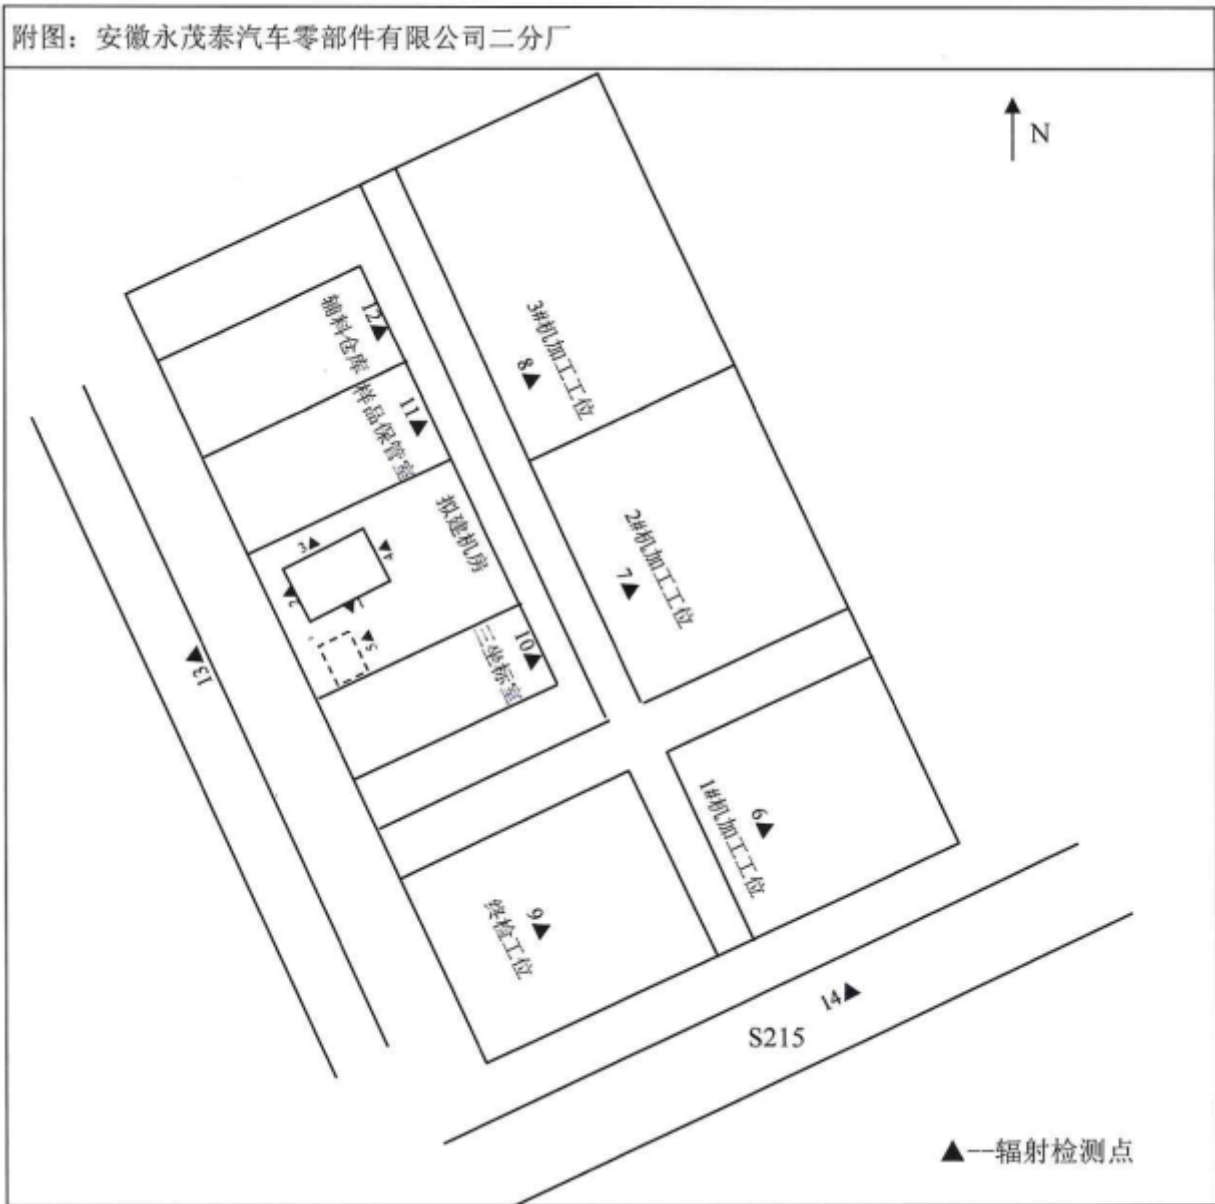 附图：安徽永茂泰汽车零部件有限公司二分厂
N
3#机加工工位
8▲
辅料仓库
12▲
样品保管室
11▲
拟建机房
3▲
4▲
2▲
1▲
5▲
2#机加工工位
7▲
三坐标室
10▲
13▲
1#机加工工位
6▲
终检工位
9▲
14▲
S215
▲--辐射检测点